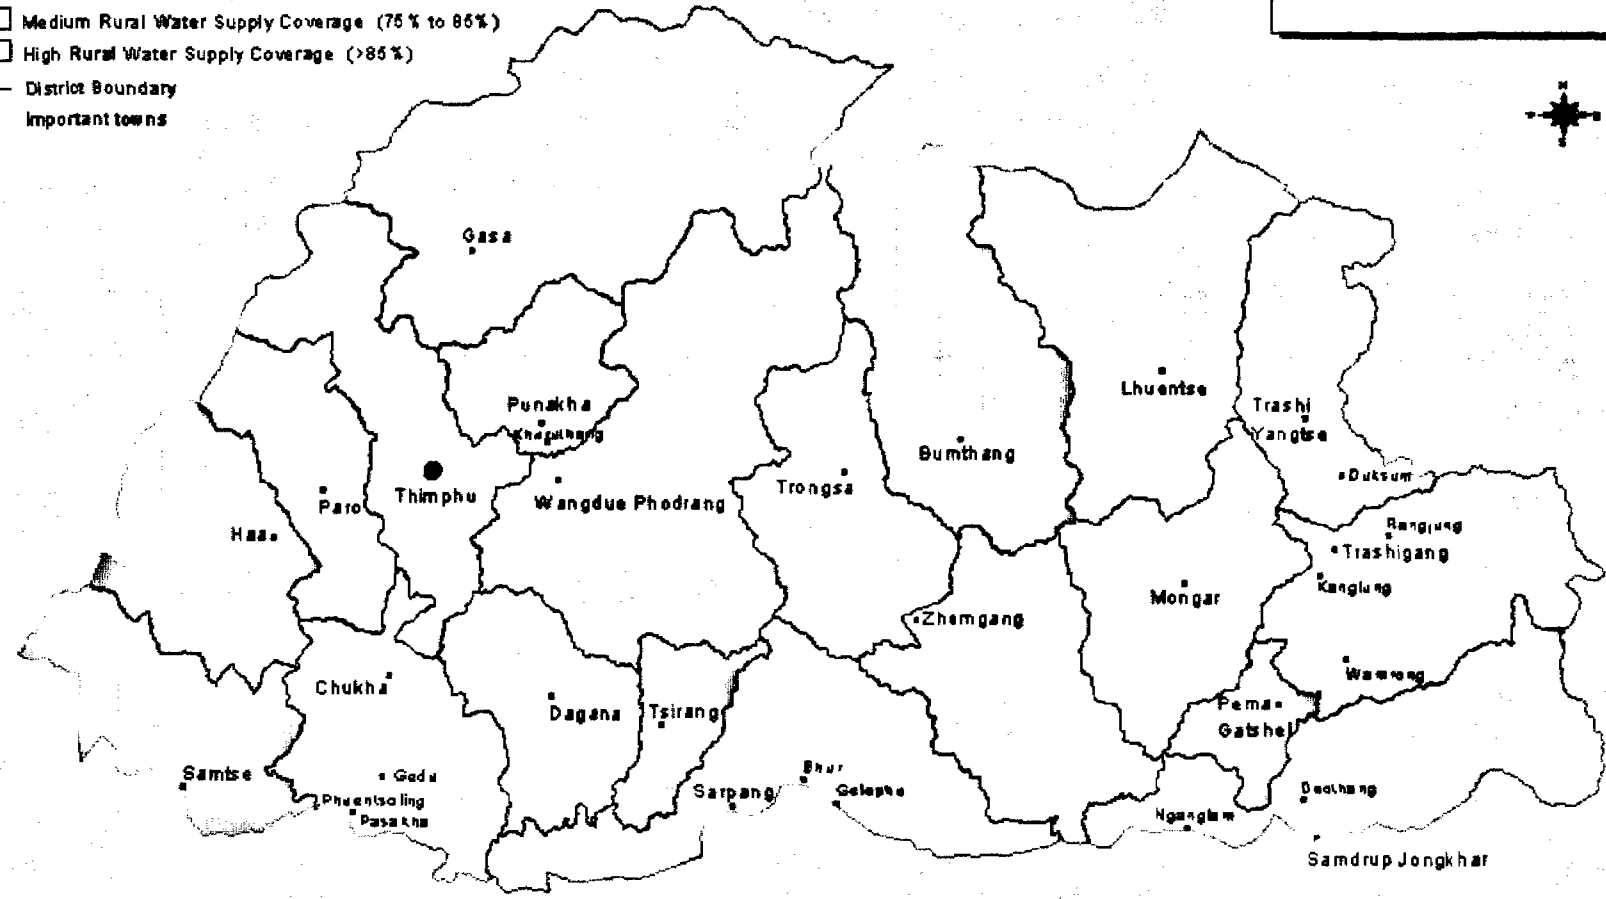 Medium Rural Water Supply Coverage (75% to 85%)
High Rural Water Supply Coverage (>85%)
District Boundary
Important towns
N
S
Gasa
Punakha
Lhuentse
Trashi
Yangtse
Bumthang
Duksum
Thimphu
Paro
Wangdue Phodrang
Trongsa
Haa
Rangjung
Trashigang
Kanglung
Mongar
Zhemgang
Wamrong
Chukha
Dagana
Tsirang
Pema
Gatshel
Samtse
Gedu
Bhur
Sarpang
Gelephu
Phuentsoling
Pasakha
Nganglam
Deothang
Samdrup Jongkhar